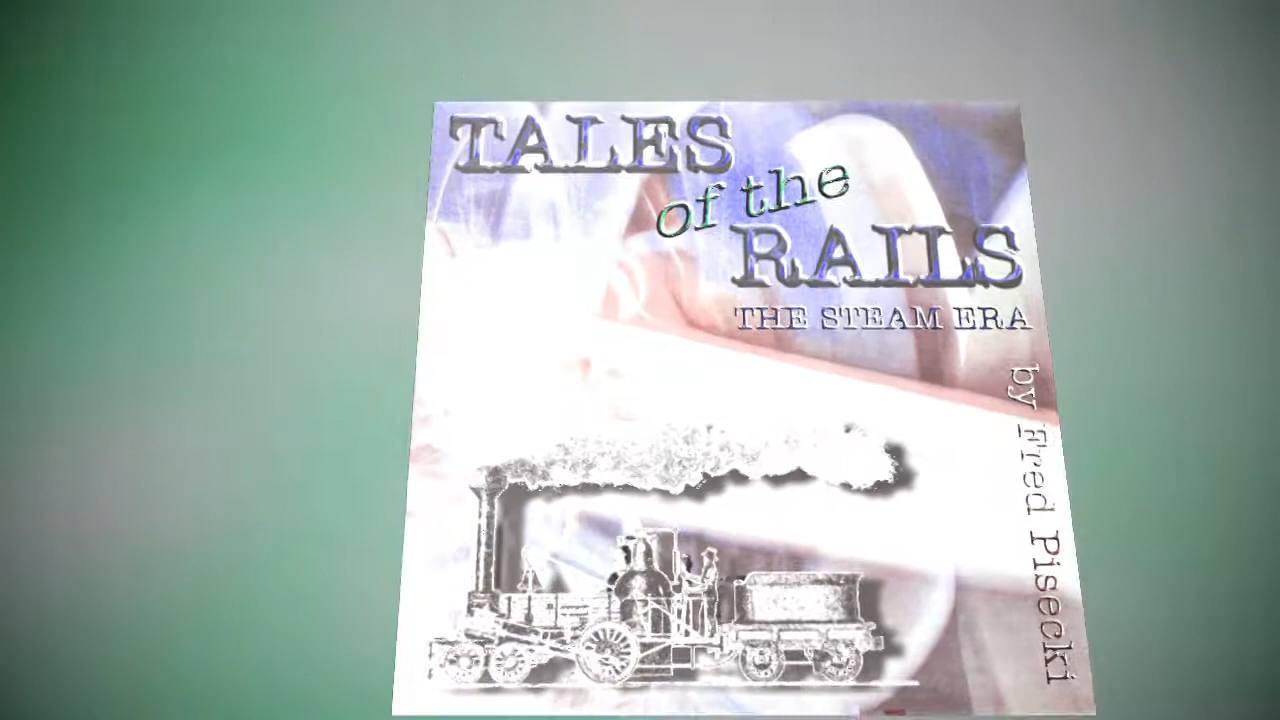 TALES
of the
RAILS
THE STEAM ERA
by Fred Pisecki